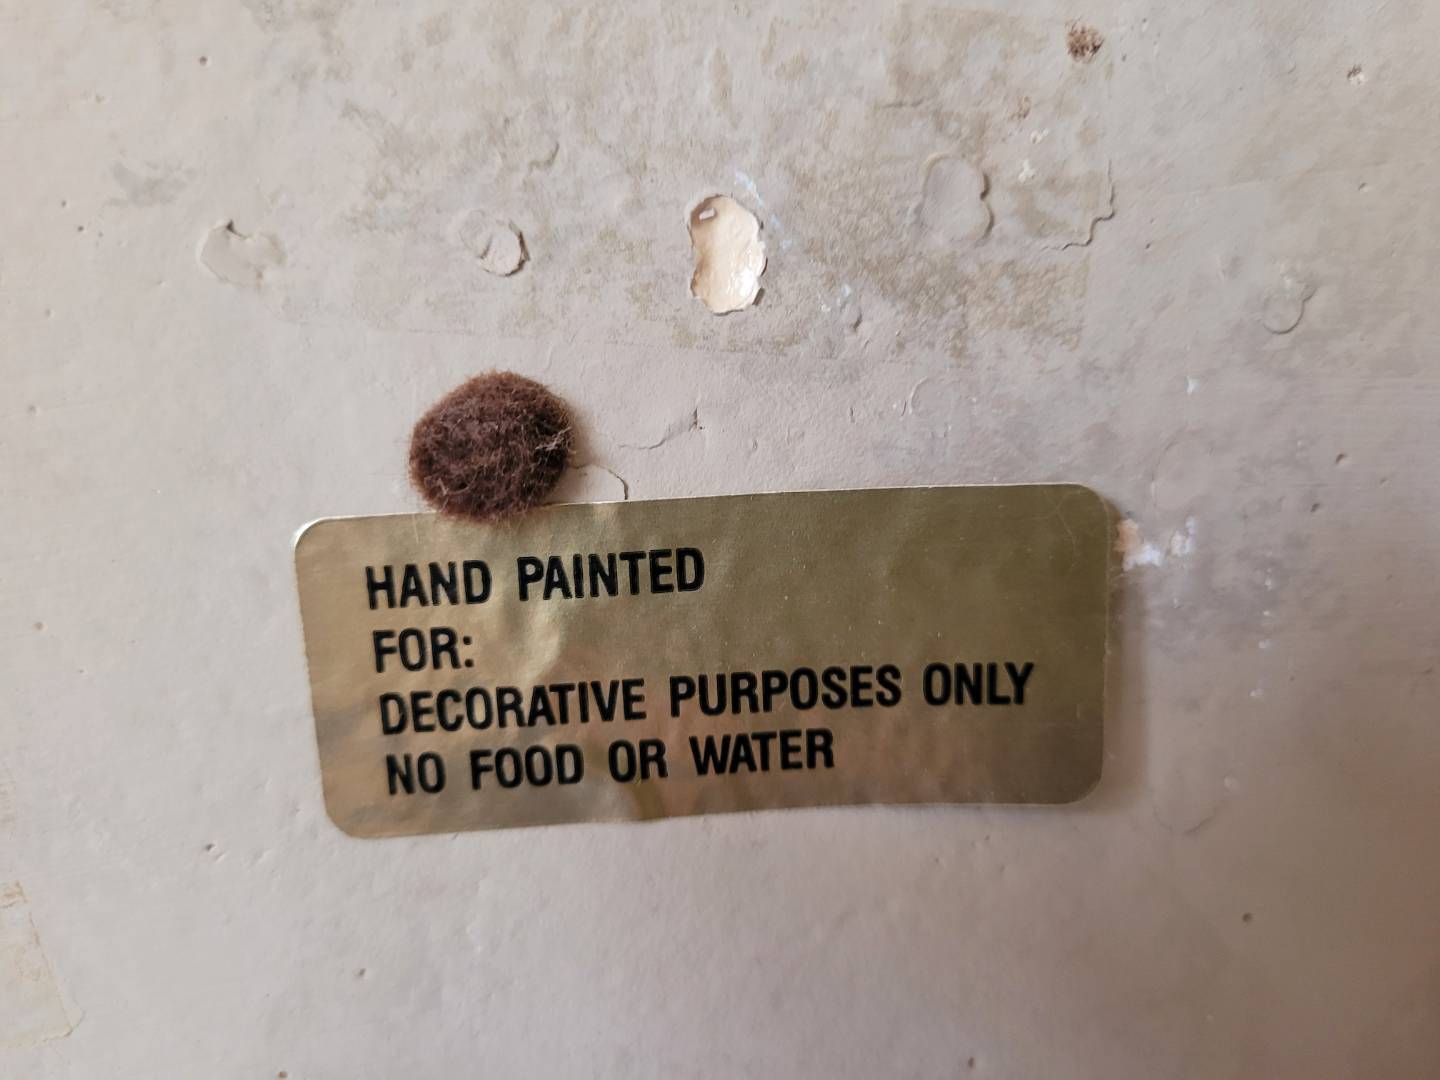 HAND PAINTED
FOR:
DECORATIVE PURPOSES ONLY
NO FOOD OR WATER